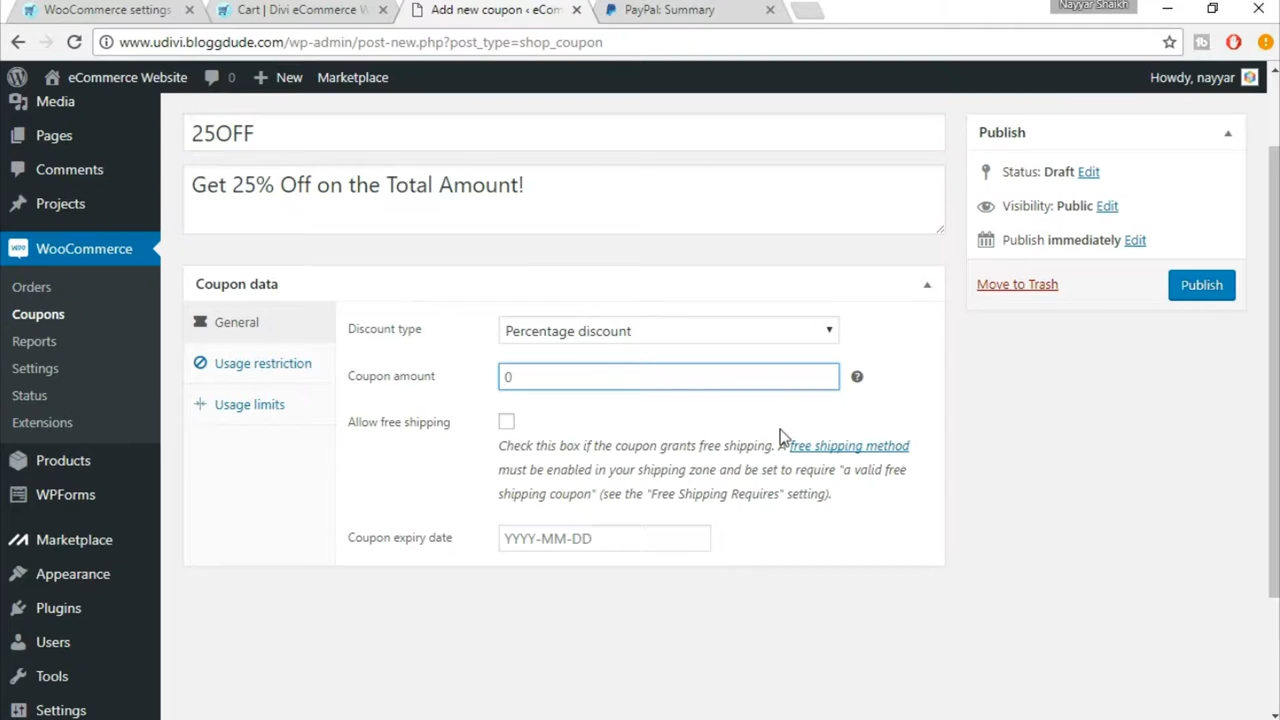 WooCommerce settings
Cart | Divi eCommerce W
Add new coupon ‹ eCom
PayPal: Summary
Nayyar Shaikh
www.udivi.bloggdude.com/wp-admin/post-new.php?post_type=shop_coupon
eCommerce Website
0
New
Marketplace
Howdy, nayyar
Media
Pages
Comments
Projects
WooCommerce
Orders
Coupons
Reports
Settings
Status
Extensions
Products
WPForms
Marketplace
Appearance
Plugins
Users
Tools
Settings
25OFF
Get 25% Off on the Total Amount!
Coupon data
General
Usage restriction
Usage limits
Discount type
Percentage discount
Coupon amount
0
Allow free shipping
Check this box if the coupon grants free shipping. A free shipping method
must be enabled in your shipping zone and be set to require "a valid free
shipping coupon" (see the "Free Shipping Requires" setting).
Coupon expiry date
YYYY-MM-DD
Publish
Status: Draft Edit
Visibility: Public Edit
Publish immediately Edit
Move to Trash
Publish